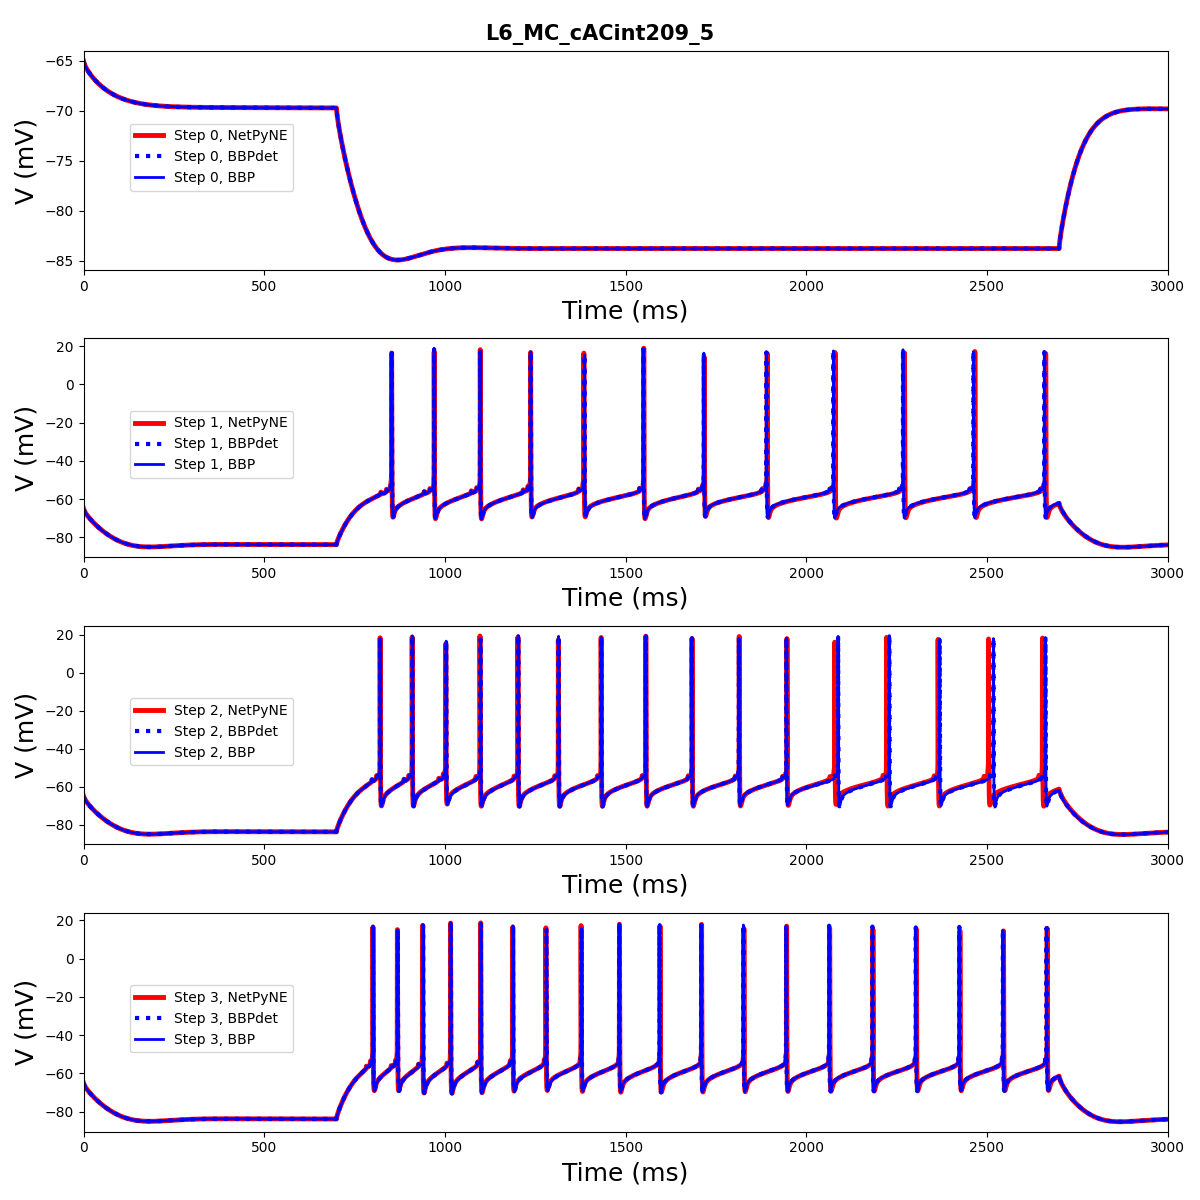 L6_MC_cACint209_5
−65
−70
−75
−80
−85
V (mV)
Step 0, NetPyNE
Step 0, BBPdet
Step 0, BBP
0 500 1000 1500 2000 2500 3000
Time (ms)
20
0
−20
−40
−60
−80
V (mV)
Step 1, NetPyNE
Step 1, BBPdet
Step 1, BBP
0 500 1000 1500 2000 2500 3000
Time (ms)
20
0
−20
−40
−60
−80
V (mV)
Step 2, NetPyNE
Step 2, BBPdet
Step 2, BBP
0 500 1000 1500 2000 2500 3000
Time (ms)
20
0
−20
−40
−60
−80
V (mV)
Step 3, NetPyNE
Step 3, BBPdet
Step 3, BBP
0 500 1000 1500 2000 2500 3000
Time (ms)